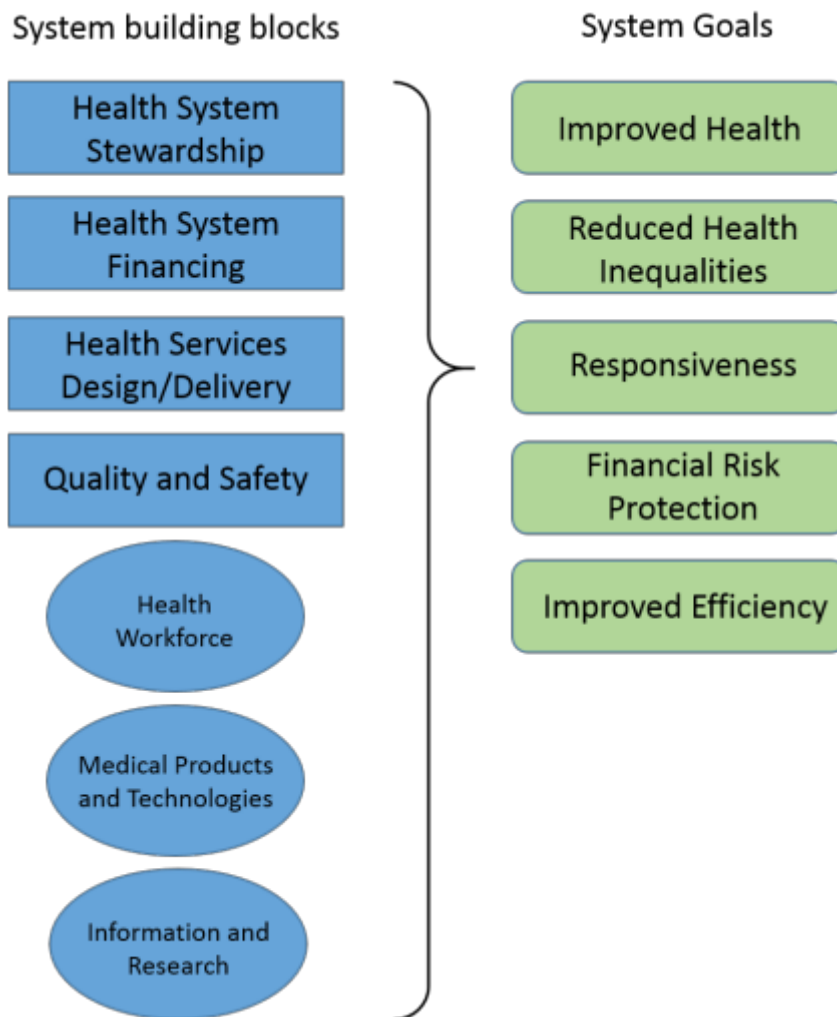 System building blocks
Health System
Stewardship
Health System
Financing
Health Services
Design/Delivery
Quality and Safety
Health
Workforce
Medical Products
and Technologies
Information and
Research
System Goals
Improved Health
Reduced Health
Inequalities
Responsiveness
Financial Risk
Protection
Improved Efficiency